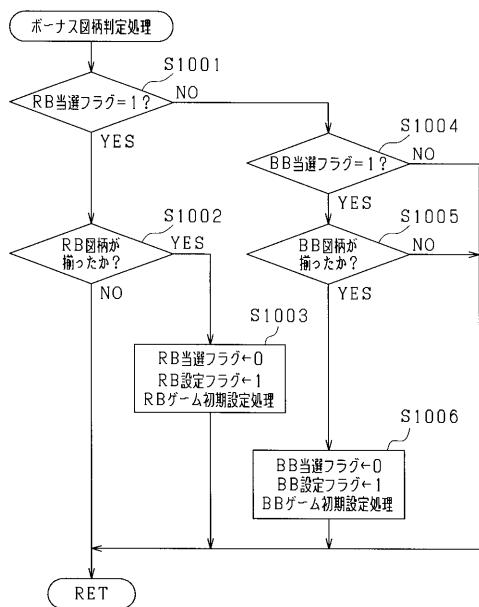 ボーナス図柄判定処理
S1001
RB当選フラグ=1?
NO
YES
S1004
BB当選フラグ=1?
NO
YES
S1002
RB図柄が
揃ったか?
YES
NO
S1005
BB図柄が
揃ったか?
NO
YES
S1003
RB当選フラグ←0
RB設定フラグ←1
RBゲーム初期設定処理
S1006
BB当選フラグ←0
BB設定フラグ←1
BBゲーム初期設定処理
RET